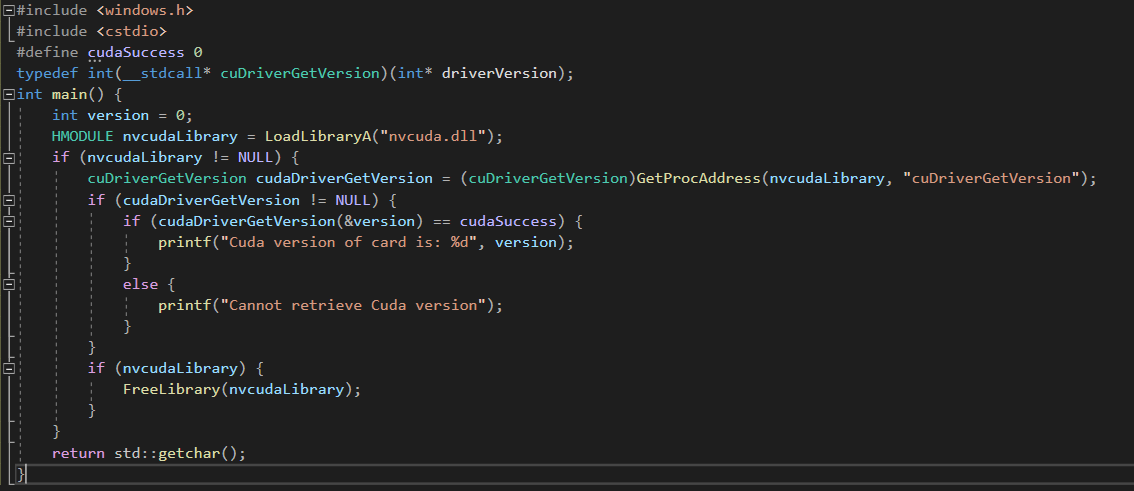 #include <windows.h>
#include <cstdio>
#define cudaSuccess 0
typedef int(__stdcall* cuDriverGetVersion)(int* driverVersion);
int main() {
    int version = 0;
    HMODULE nvcudaLibrary = LoadLibraryA("nvcuda.dll");
    if (nvcudaLibrary != NULL) {
        cuDriverGetVersion cudaDriverGetVersion = (cuDriverGetVersion)GetProcAddress(nvcudaLibrary, "cuDriverGetVersion");
        if (cudaDriverGetVersion != NULL) {
            if (cudaDriverGetVersion(&version) == cudaSuccess) {
                printf("Cuda version of card is: %d", version);
            }
            else {
                printf("Cannot retrieve Cuda version");
            }
        }
        if (nvcudaLibrary) {
            FreeLibrary(nvcudaLibrary);
        }
    }
    return std::getchar();
}